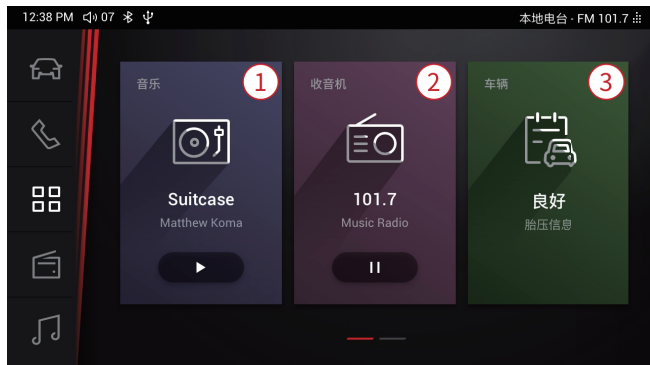 12:38 PM 07
本地电台 · FM 101.7
音乐 1
Suitcase
Matthew Koma
收音机 2
101.7
Music Radio
车辆 3
良好
胎压信息